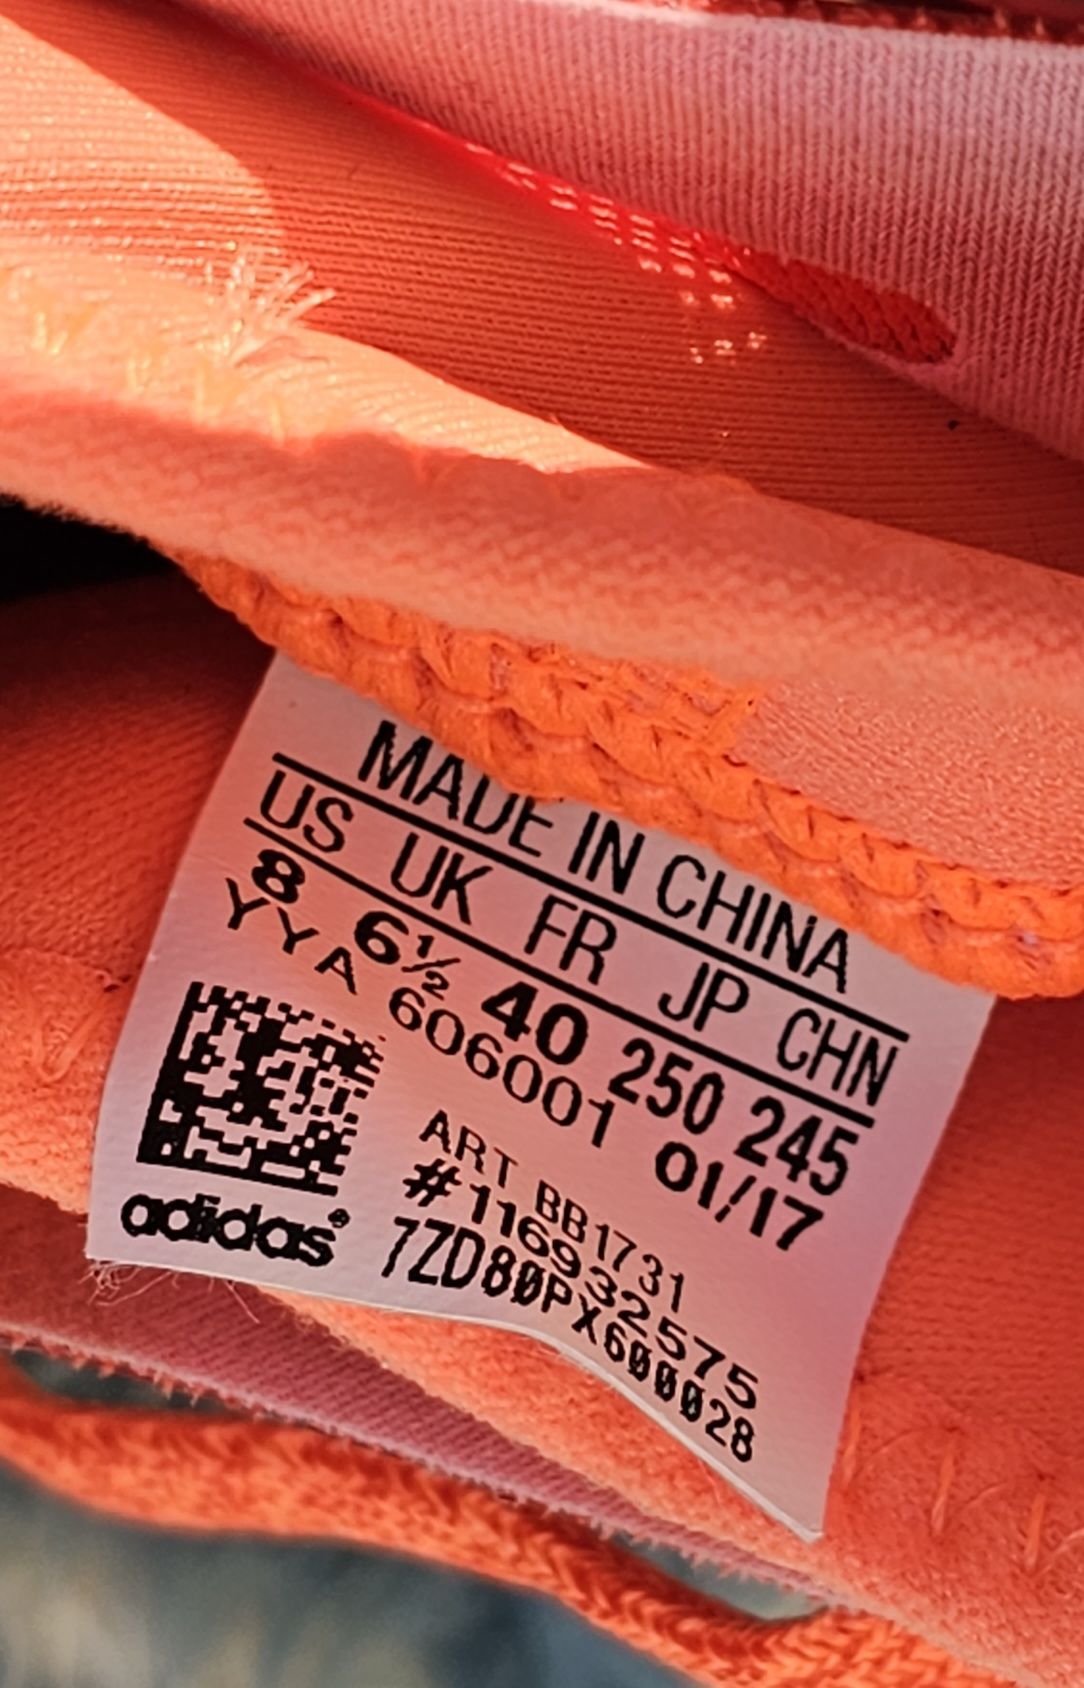 MADE IN CHINA
US UK FR JP CHN
8 6½ 40 250 245
YYA 606001 01/17
ART BB1731
#116932575
7ZD80PX600028
adidas®